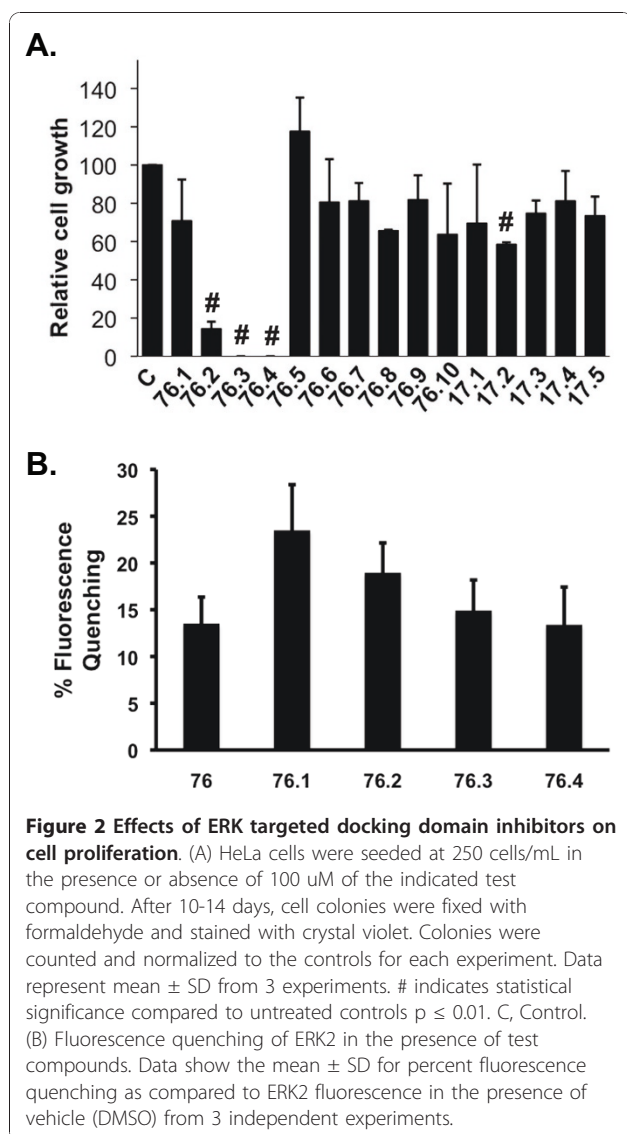 A.
Relative cell growth
140
120
100
80
60
40
20
0
# # # #
C 76.1 76.2 76.3 76.4 76.5 76.6 76.7 76.8 76.9 76.10 17.1 17.2 17.3 17.4 17.5
B.
% Fluorescence
Quenching
30
25
20
15
10
5
0
76 76.1 76.2 76.3 76.4
Figure 2 Effects of ERK targeted docking domain inhibitors on
cell proliferation. (A) HeLa cells were seeded at 250 cells/mL in
the presence or absence of 100 uM of the indicated test
compound. After 10-14 days, cell colonies were fixed with
formaldehyde and stained with crystal violet. Colonies were
counted and normalized to the controls for each experiment. Data
represent mean ± SD from 3 experiments. # indicates statistical
significance compared to untreated controls p ≤ 0.01. C, Control.
(B) Fluorescence quenching of ERK2 in the presence of test
compounds. Data show the mean ± SD for percent fluorescence
quenching as compared to ERK2 fluorescence in the presence of
vehicle (DMSO) from 3 independent experiments.